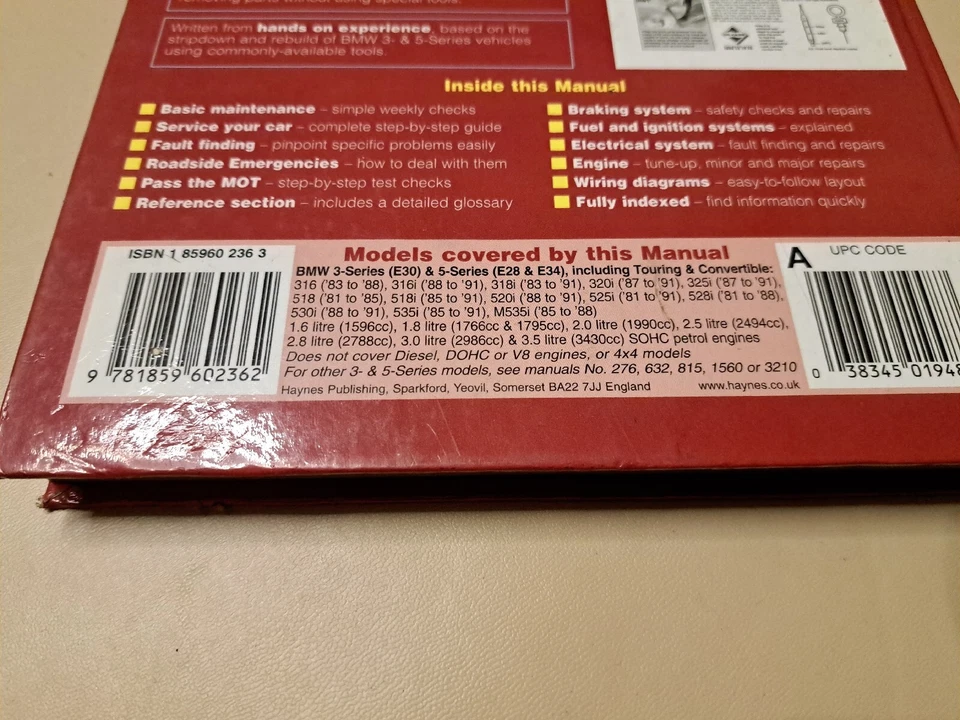 removing parts without using special tools.
Written from hands on experience, based on the
stripdown and rebuild of BMW 3- & 5-Series vehicles
using commonly-available tools.
Inside this Manual
Basic maintenance – simple weekly checks
Service your car – complete step-by-step guide
Fault finding – pinpoint specific problems easily
Roadside Emergencies – how to deal with them
Pass the MOT – step-by-step test checks
Reference section – includes a detailed glossary
Braking system – safety checks and repairs
Fuel and ignition systems – explained
Electrical system – fault finding and repairs
Engine – tune-up, minor and major repairs
Wiring diagrams – easy-to-follow layout
Fully indexed – find information quickly
ISBN 1 85960 236 3
9 781859 602362
Models covered by this Manual
BMW 3-Series (E30) & 5-Series (E28 & E34), including Touring & Convertible:
316 ('83 to '88), 316i ('88 to '91), 318i ('83 to '91), 320i ('87 to '91), 325i ('87 to '91),
518 ('81 to '85), 518i ('85 to '91), 520i ('88 to '91), 525i ('81 to '91), 528i ('81 to '88),
530i ('88 to '91), 535i ('85 to '91), M535i ('85 to '88)
1.6 litre (1596cc), 1.8 litre (1766cc & 1795cc), 2.0 litre (1990cc), 2.5 litre (2494cc),
2.8 litre (2788cc), 3.0 litre (2986cc) & 3.5 litre (3430cc) SOHC petrol engines
Does not cover Diesel, DOHC or V8 engines, or 4x4 models
For other 3- & 5-Series models, see manuals No. 276, 632, 815, 1560 or 3210
Haynes Publishing, Sparkford, Yeovil, Somerset BA22 7JJ England www.haynes.co.uk
A UPC CODE
0 38345 01948